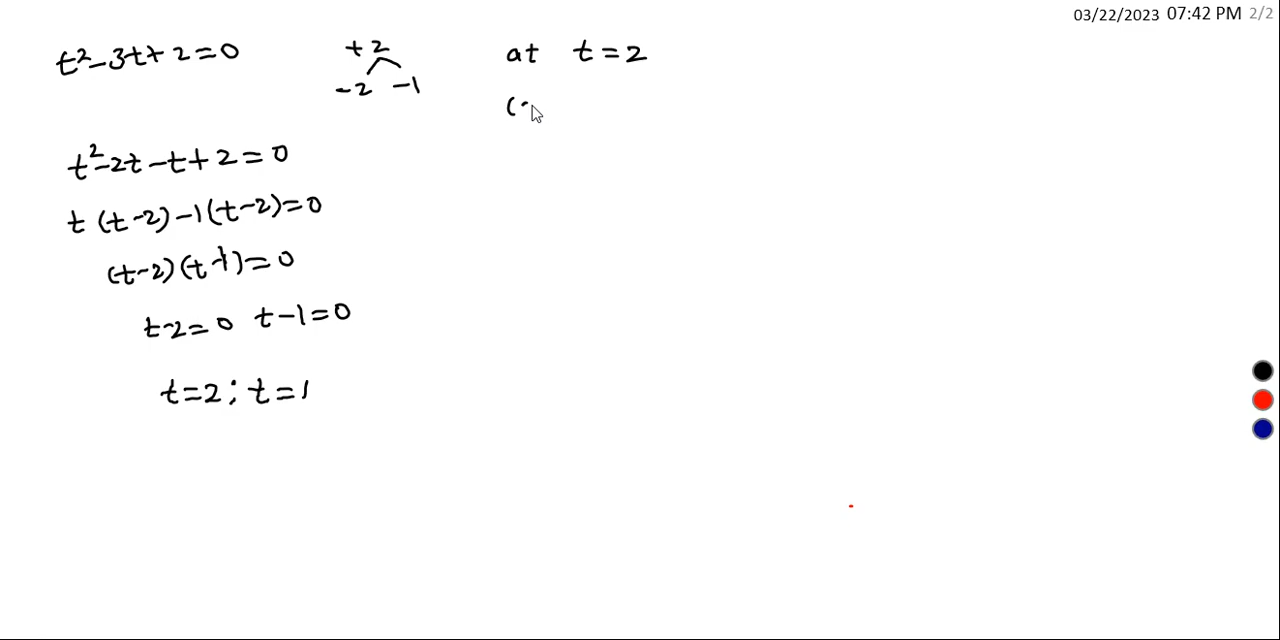 03/22/2023 07:42 PM 2/2
t²-3t+2=0
+2
-2 -1
t²-2t-t+2=0
t(t-2)-1(t-2)=0
(t-2)(t-1)=0
t-2=0 t-1=0
t=2; t=1
at t=2
(